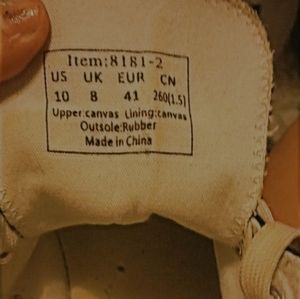 Item:8181-2
US UK EUR CN
10 8 41 260(1.5)
Upper:canvas Lining:canvas
Outsole:Rubber
Made in China